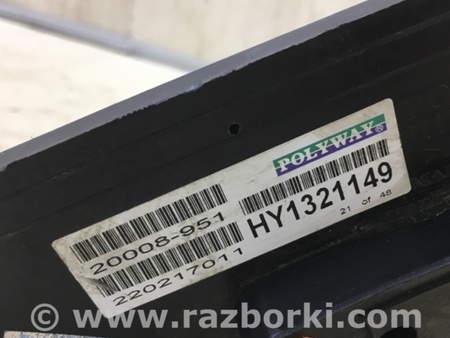 POLYWAY®
20008-951
HY1321149
220217011
21 of 48
© www.razborki.com